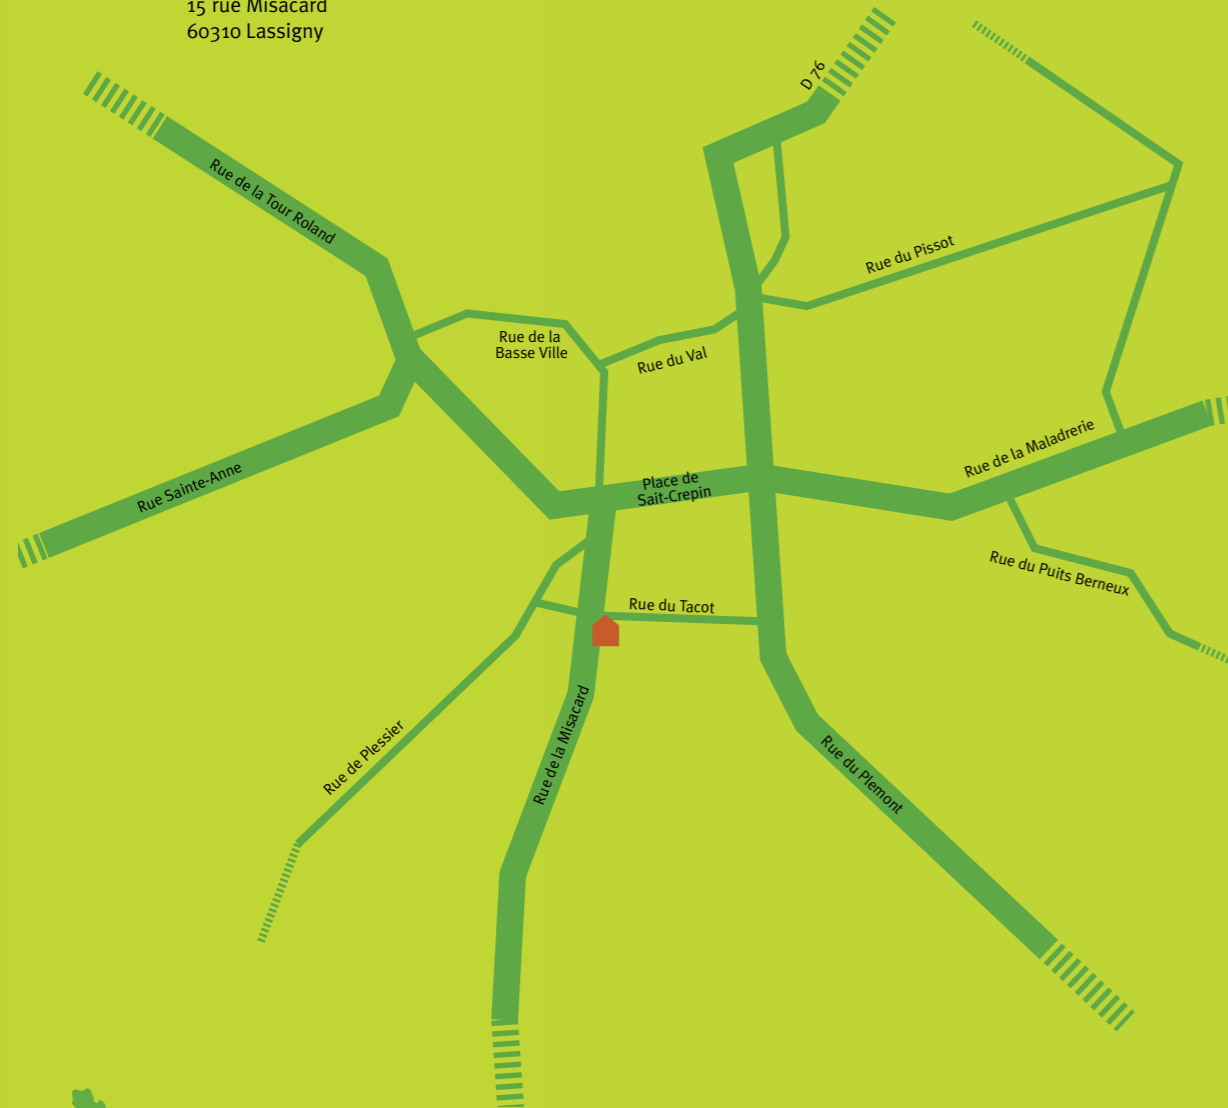 15 rue Misacard
60310 Lassigny
D 76
Rue de la Tour Roland
Rue du Pissot
Rue de la
Basse Ville
Rue du Val
Rue de la Maladrerie
Rue Sainte-Anne
Place de
Sait-Crepin
Rue du Puits Berneux
Rue du Tacot
Rue de Plessier
Rue de la Misacard
Rue du Plemont